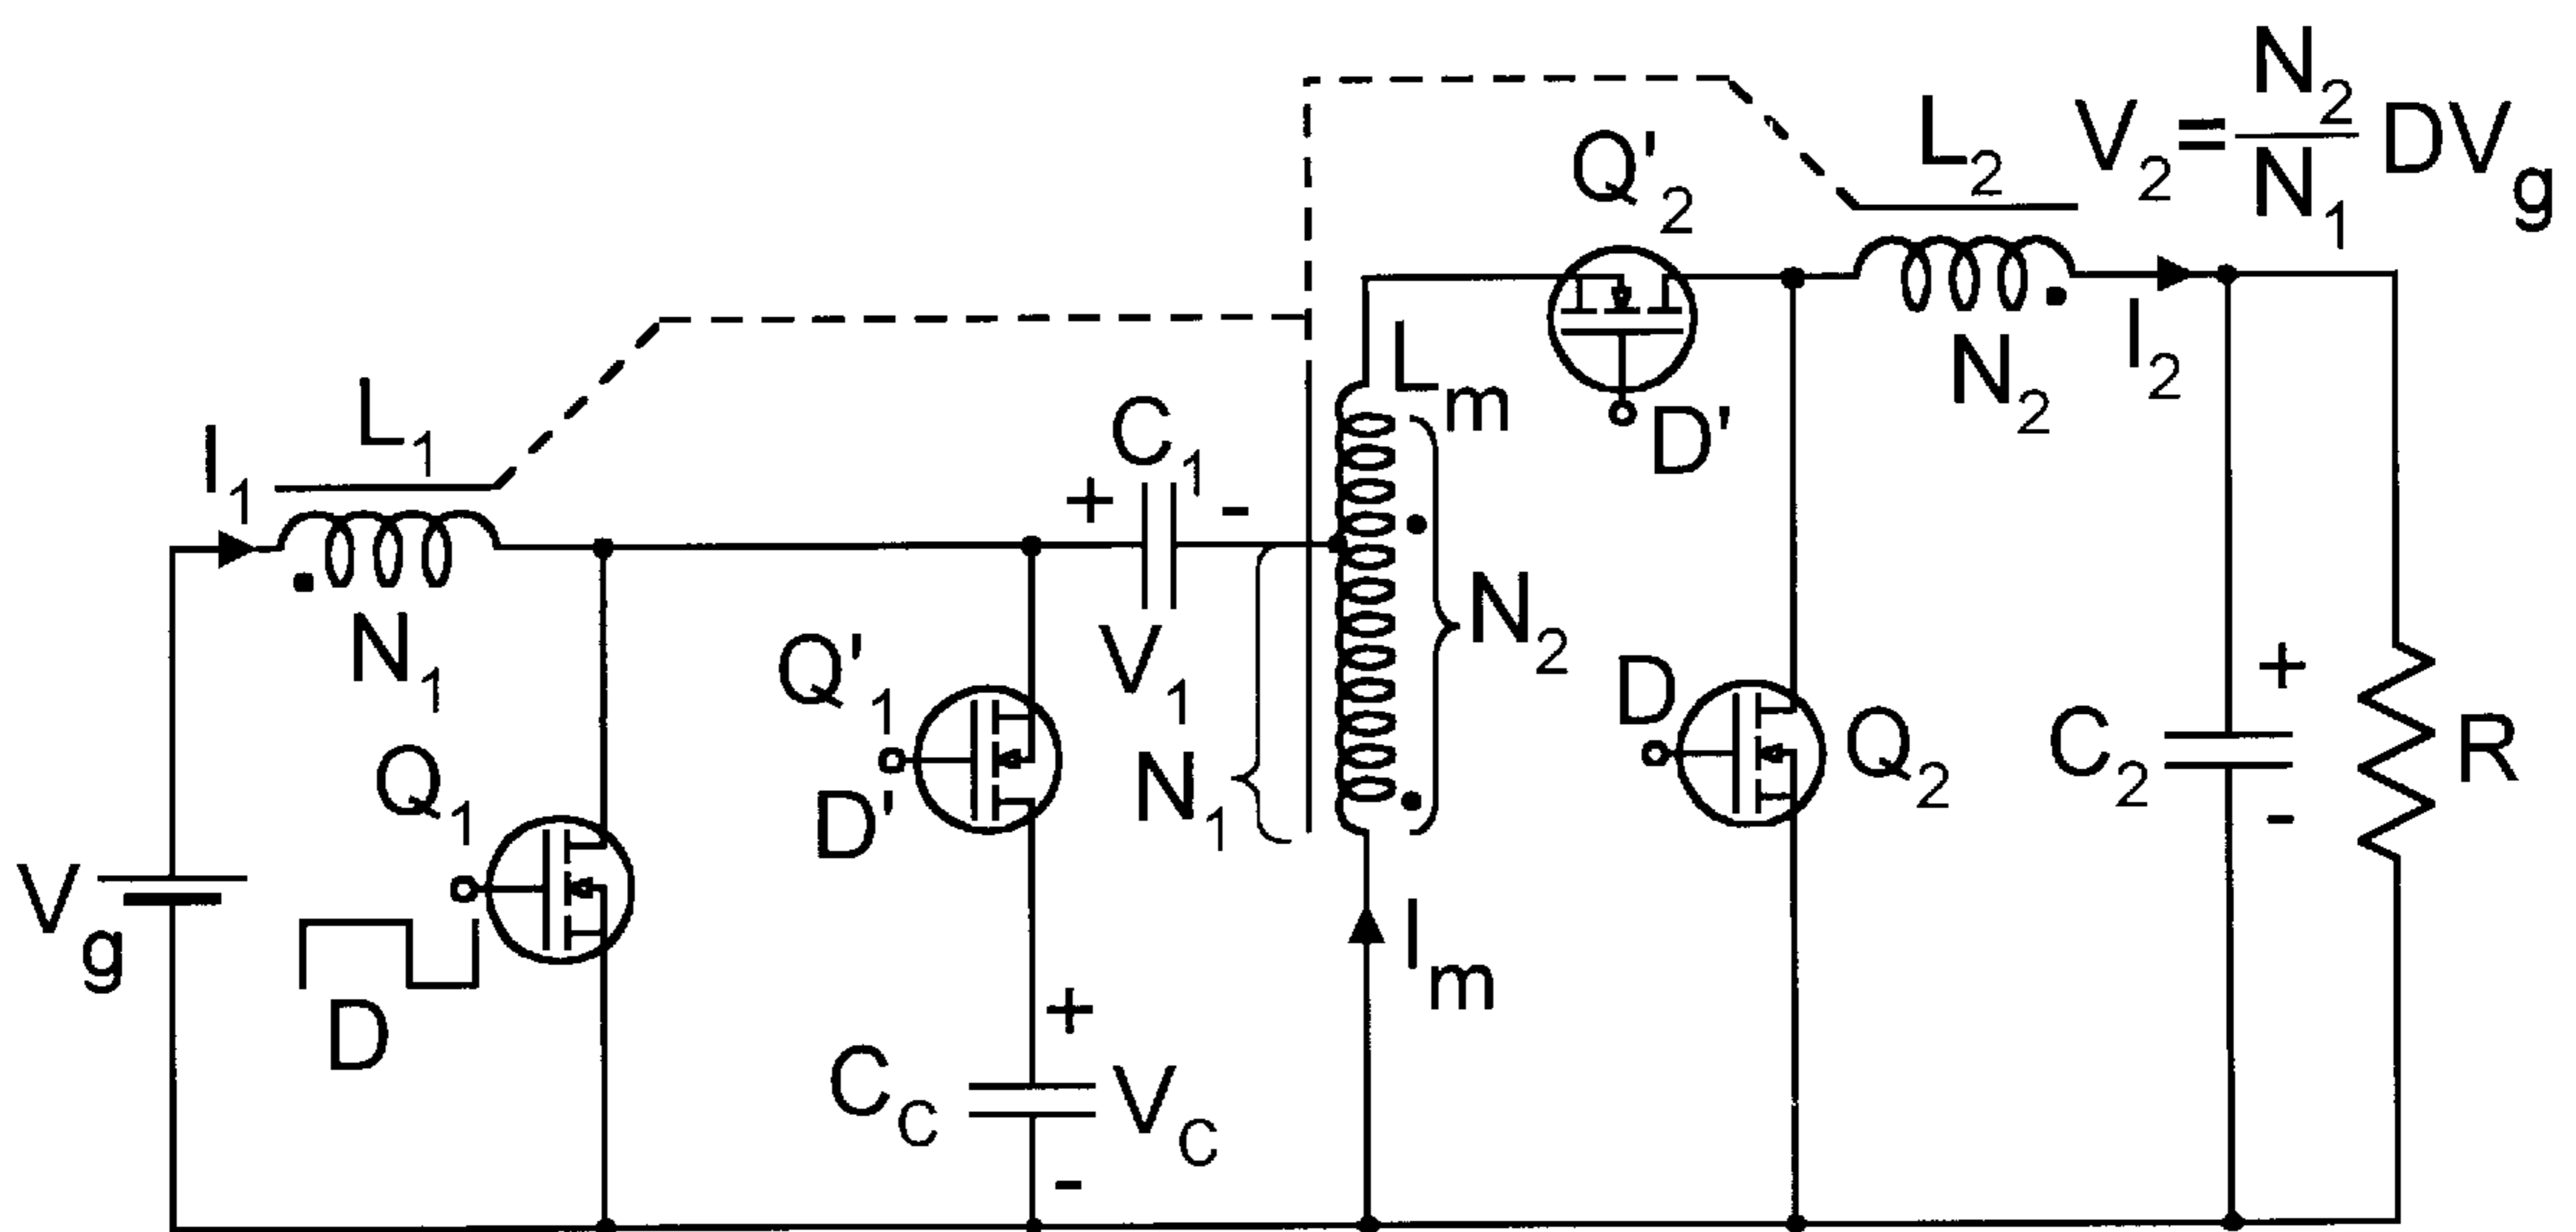 V₂ = N₂/N₁ DVg
L₂
Q'₂
Lm
D'
N₂
I₂
I₁
L₁
N₁
C₁
+ -
V₁
N₁
N₂
Q'₁
D'
Q₁
D
Vg
D
Q₂
C₂
+
-
R
Im
Cc
+
Vc
-